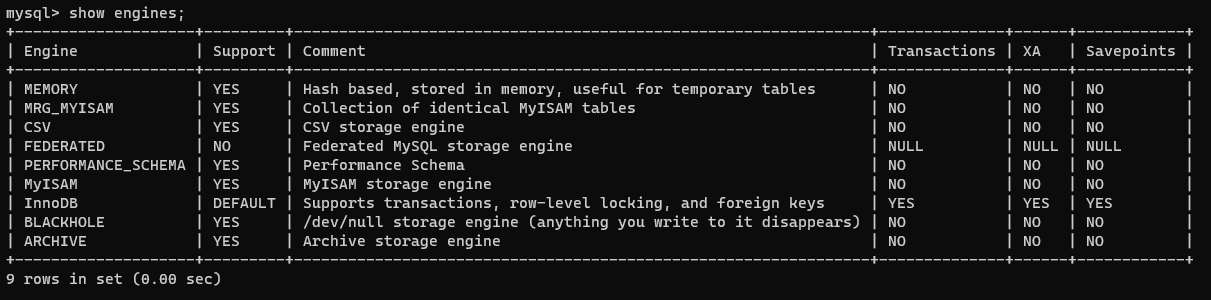 mysql> show engines;
+--------------------+---------+----------------------------------------------------------------+--------------+------+------------+
| Engine             | Support | Comment                                                        | Transactions | XA   | Savepoints |
+--------------------+---------+----------------------------------------------------------------+--------------+------+------------+
| MEMORY             | YES     | Hash based, stored in memory, useful for temporary tables      | NO           | NO   | NO         |
| MRG_MYISAM         | YES     | Collection of identical MyISAM tables                          | NO           | NO   | NO         |
| CSV                | YES     | CSV storage engine                                             | NO           | NO   | NO         |
| FEDERATED          | NO      | Federated MySQL storage engine                                 | NULL         | NULL | NULL       |
| PERFORMANCE_SCHEMA | YES     | Performance Schema                                             | NO           | NO   | NO         |
| MyISAM             | YES     | MyISAM storage engine                                          | NO           | NO   | NO         |
| InnoDB             | DEFAULT | Supports transactions, row-level locking, and foreign keys     | YES          | YES  | YES        |
| BLACKHOLE          | YES     | /dev/null storage engine (anything you write to it disappears) | NO           | NO   | NO         |
| ARCHIVE            | YES     | Archive storage engine                                         | NO           | NO   | NO         |
+--------------------+---------+----------------------------------------------------------------+--------------+------+------------+
9 rows in set (0.00 sec)